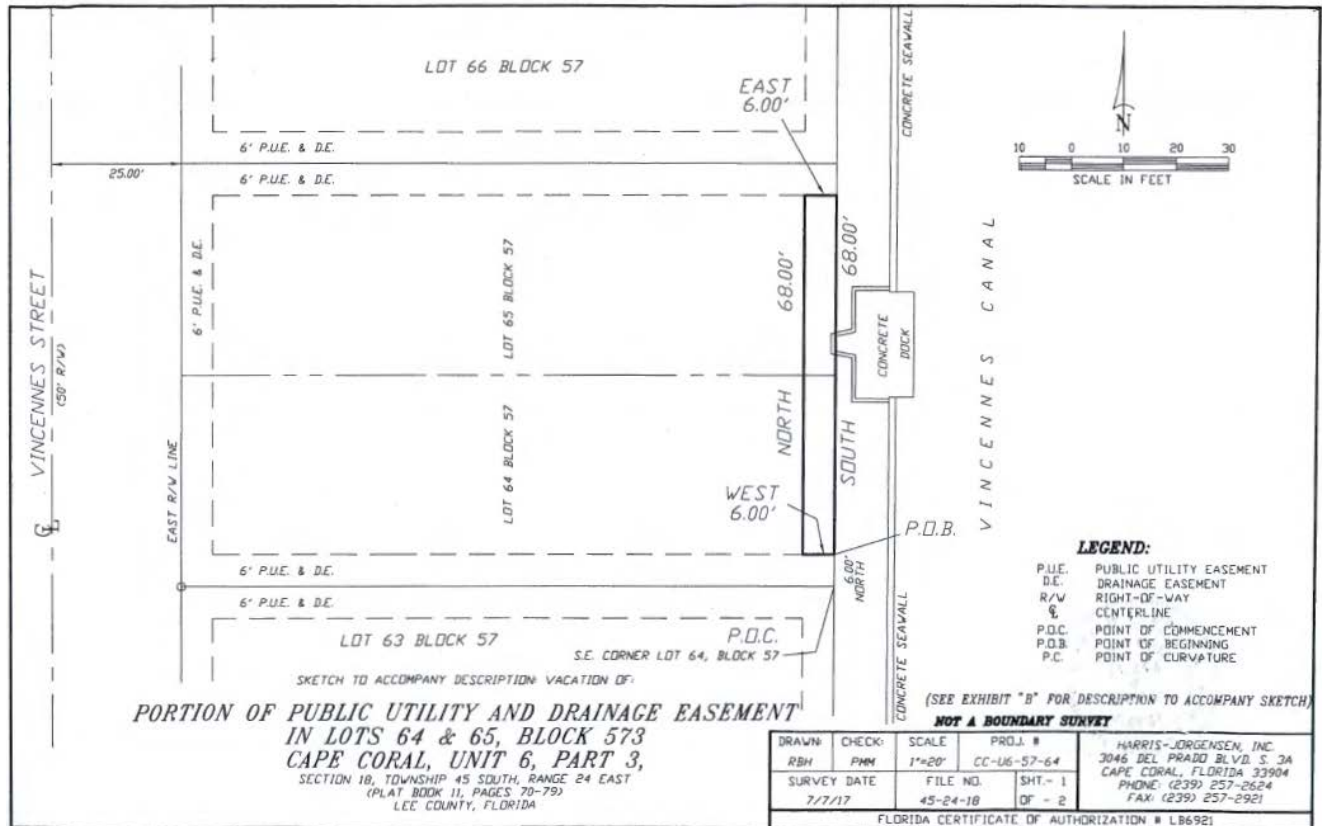 LOT 66 BLOCK 57
EAST
6.00'
CONCRETE SEAWALL
N
10 0 10 20 30
SCALE IN FEET
6' P.U.E. & D.E.
25.00'
6' P.U.E. & D.E.
6' P.U.E. & D.E.
LOT 65 BLOCK 57
68.00'
68.00'
VINCENNES STREET
(50' R/W)
CONCRETE
DOCK
VINCENNES CANAL
NORTH
SOUTH
EAST R/W LINE
LOT 64 BLOCK 57
WEST
6.00'
P.O.B.
6' P.U.E. & D.E.
6.00'
NORTH
6' P.U.E. & D.E.
LOT 63 BLOCK 57
P.O.C.
S.E. CORNER LOT 64, BLOCK 57
CONCRETE SEAWALL
LEGEND:
P.U.E. PUBLIC UTILITY EASEMENT
D.E. DRAINAGE EASEMENT
R/W RIGHT-OF-WAY
℄ CENTERLINE
P.O.C. POINT OF COMMENCEMENT
P.O.B. POINT OF BEGINNING
P.C. POINT OF CURVATURE
SKETCH TO ACCOMPANY DESCRIPTION: VACATION OF:
PORTION OF PUBLIC UTILITY AND DRAINAGE EASEMENT
IN LOTS 64 & 65, BLOCK 573
CAPE CORAL, UNIT 6, PART 3,
SECTION 18, TOWNSHIP 45 SOUTH, RANGE 24 EAST
(PLAT BOOK 11, PAGES 70-79)
LEE COUNTY, FLORIDA
(SEE EXHIBIT "B" FOR DESCRIPTION TO ACCOMPANY SKETCH)
NOT A BOUNDARY SURVEY
DRAWN: CHECK: SCALE PROJ. #
RBH PMM 1"=20' CC-U6-57-64
SURVEY DATE FILE NO. SHT.- 1
7/7/17 45-24-18 OF - 2
HARRIS-JORGENSEN, INC.
3046 DEL PRADO BLVD. S. 3A
CAPE CORAL, FLORIDA 33904
PHONE: (239) 257-2624
FAX: (239) 257-2921
FLORIDA CERTIFICATE OF AUTHORIZATION # LB6921